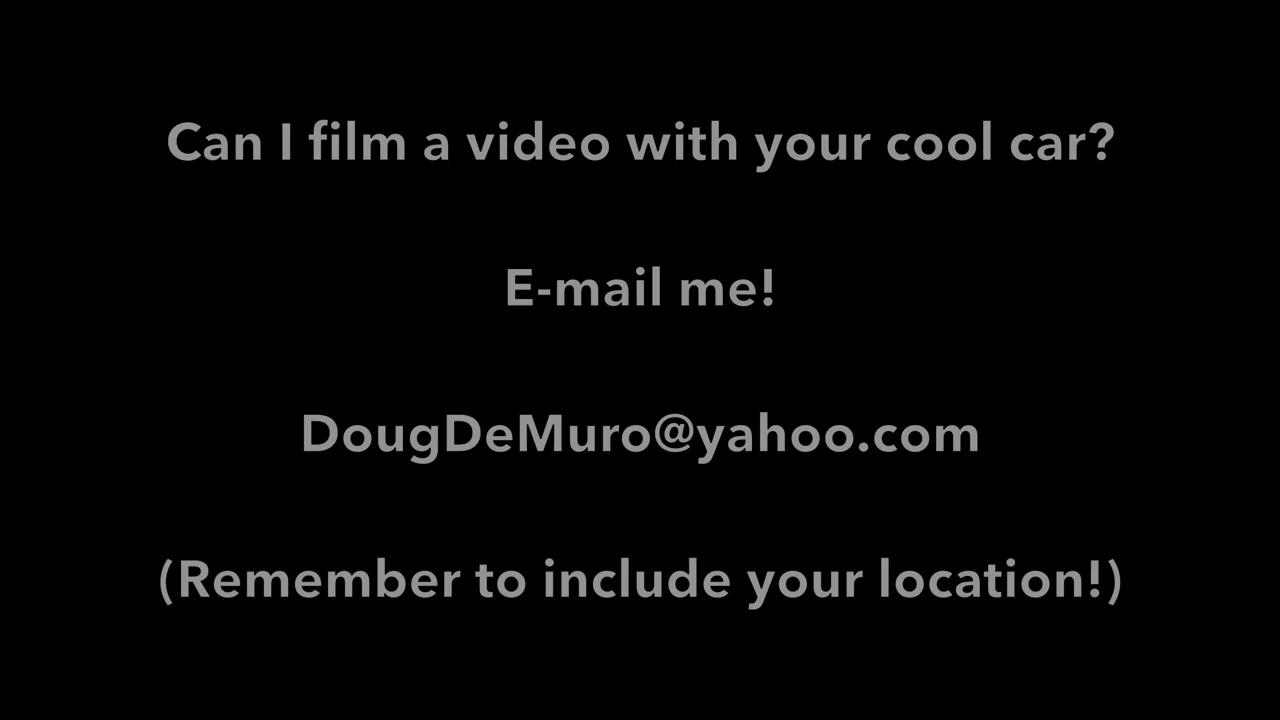 Can I film a video with your cool car?
E-mail me!
DougDeMuro@yahoo.com
(Remember to include your location!)